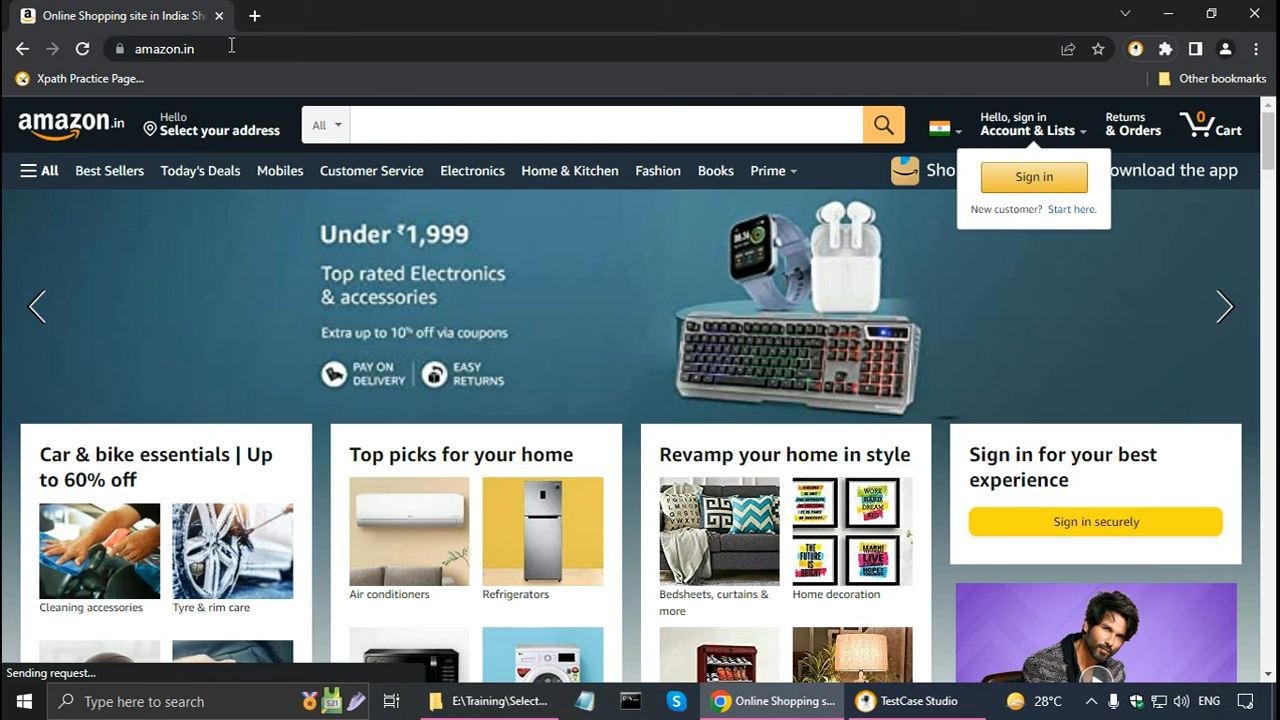 Online Shopping site in India: Sh
amazon.in
Xpath Practice Page...
Other bookmarks
amazon.in
Hello
Select your address
All
Hello, sign in
Account & Lists
Returns
& Orders
0
Cart
All
Best Sellers
Today's Deals
Mobiles
Customer Service
Electronics
Home & Kitchen
Fashion
Books
Prime
Sho
ownload the app
Sign in
New customer? Start here.
Under ₹1,999
Top rated Electronics
& accessories
Extra up to 10% off via coupons
PAY ON
DELIVERY
EASY
RETURNS
Car & bike essentials | Up
to 60% off
Cleaning accessories
Tyre & rim care
Top picks for your home
Air conditioners
Refrigerators
Revamp your home in style
Bedsheets, curtains &
more
Home decoration
Sign in for your best
experience
Sign in securely
Sending request...
Type here to search
E:\Training\Select...
Online Shopping s...
TestCase Studio
28°C
ENG